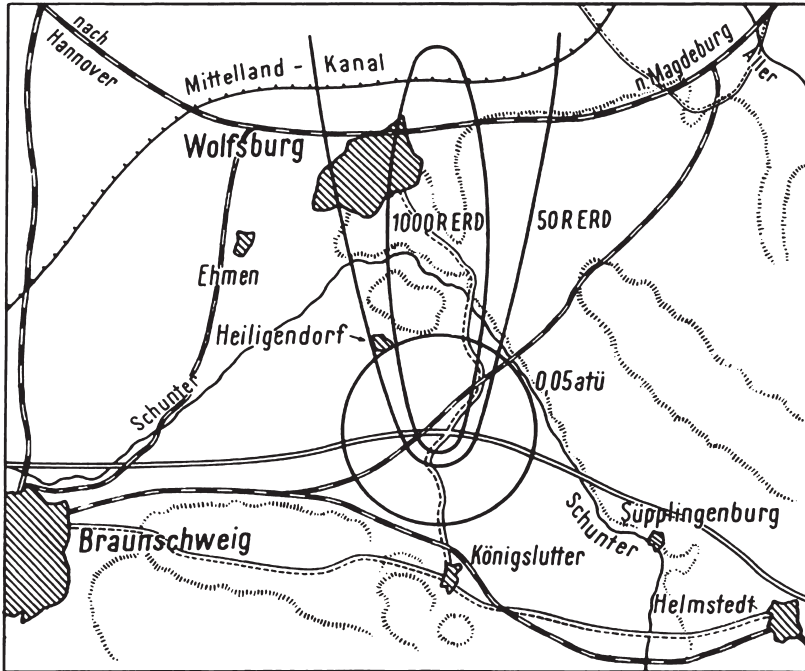 nach
Hannover
Mittelland - Kanal
n. Magdeburg
Aller
Wolfsburg
1000 R ERD
50 R ERD
Ehmen
Heiligendorf
Schunter
0,05 atü
Schunter
Süpplingenburg
Braunschweig
Königslutter
Helmstedt